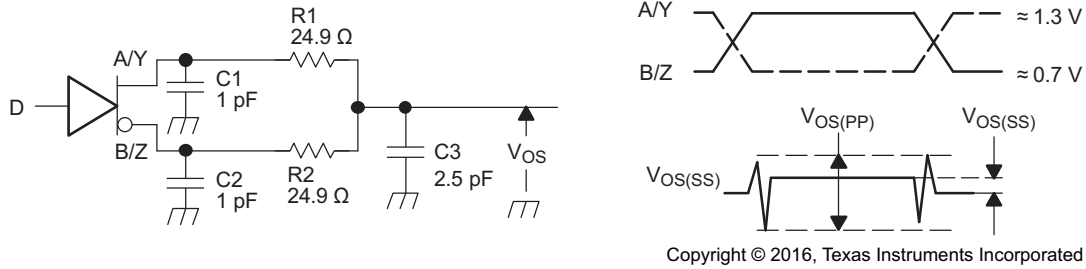 R1
24.9 Ω
A/Y
C1
1 pF
D
B/Z
C2
1 pF
R2
24.9 Ω
C3
2.5 pF
VOS
A/Y
≈ 1.3 V
B/Z
≈ 0.7 V
VOS(PP)
VOS(SS)
VOS(SS)
Copyright © 2016, Texas Instruments Incorporated